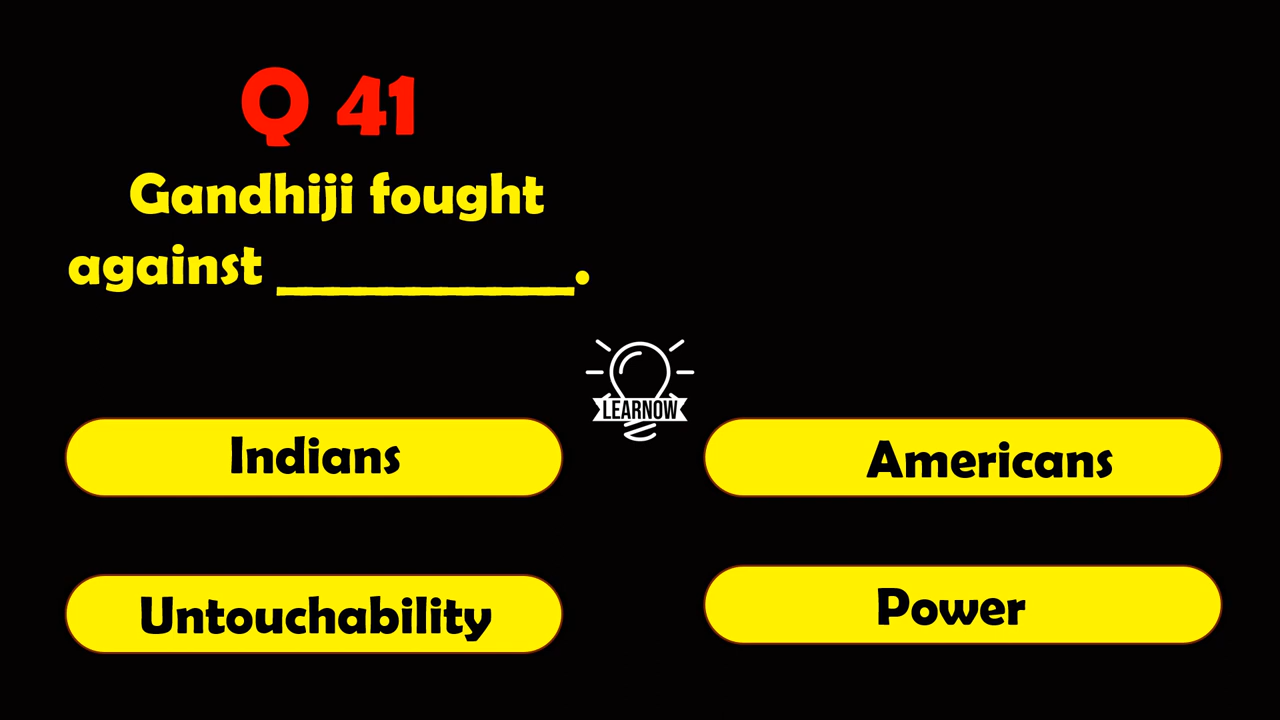 Q 41
Gandhiji fought
against __________.
LEARNOW
Indians
Americans
Untouchability
Power